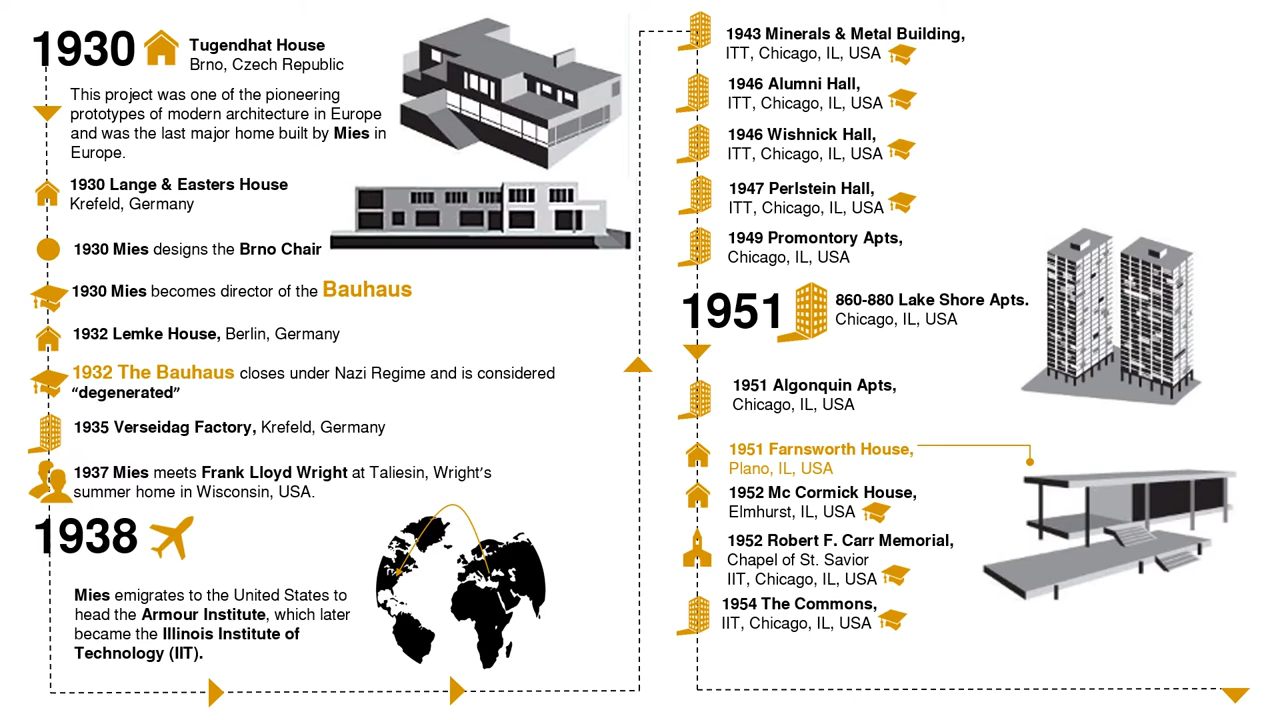 1930
Tugendhat House
Brno, Czech Republic
This project was one of the pioneering
prototypes of modern architecture in Europe
and was the last major home built by Mies in
Europe.
1930 Lange & Easters House
Krefeld, Germany
1930 Mies designs the Brno Chair
1930 Mies becomes director of the Bauhaus
1932 Lemke House, Berlin, Germany
1932 The Bauhaus closes under Nazi Regime and is considered
“degenerated”
1935 Verseidag Factory, Krefeld, Germany
1937 Mies meets Frank Lloyd Wright at Taliesin, Wright's
summer home in Wisconsin, USA.
1938
Mies emigrates to the United States to
head the Armour Institute, which later
became the Illinois Institute of
Technology (IIT).
1943 Minerals & Metal Building,
ITT, Chicago, IL, USA
1946 Alumni Hall,
ITT, Chicago, IL, USA
1946 Wishnick Hall,
ITT, Chicago, IL, USA
1947 Perlstein Hall,
ITT, Chicago, IL, USA
1949 Promontory Apts,
Chicago, IL, USA
1951
860-880 Lake Shore Apts.
Chicago, IL, USA
1951 Algonquin Apts,
Chicago, IL, USA
1951 Farnsworth House,
Plano, IL, USA
1952 Mc Cormick House,
Elmhurst, IL, USA
1952 Robert F. Carr Memorial,
Chapel of St. Savior
IIT, Chicago, IL, USA
1954 The Commons,
IIT, Chicago, IL, USA